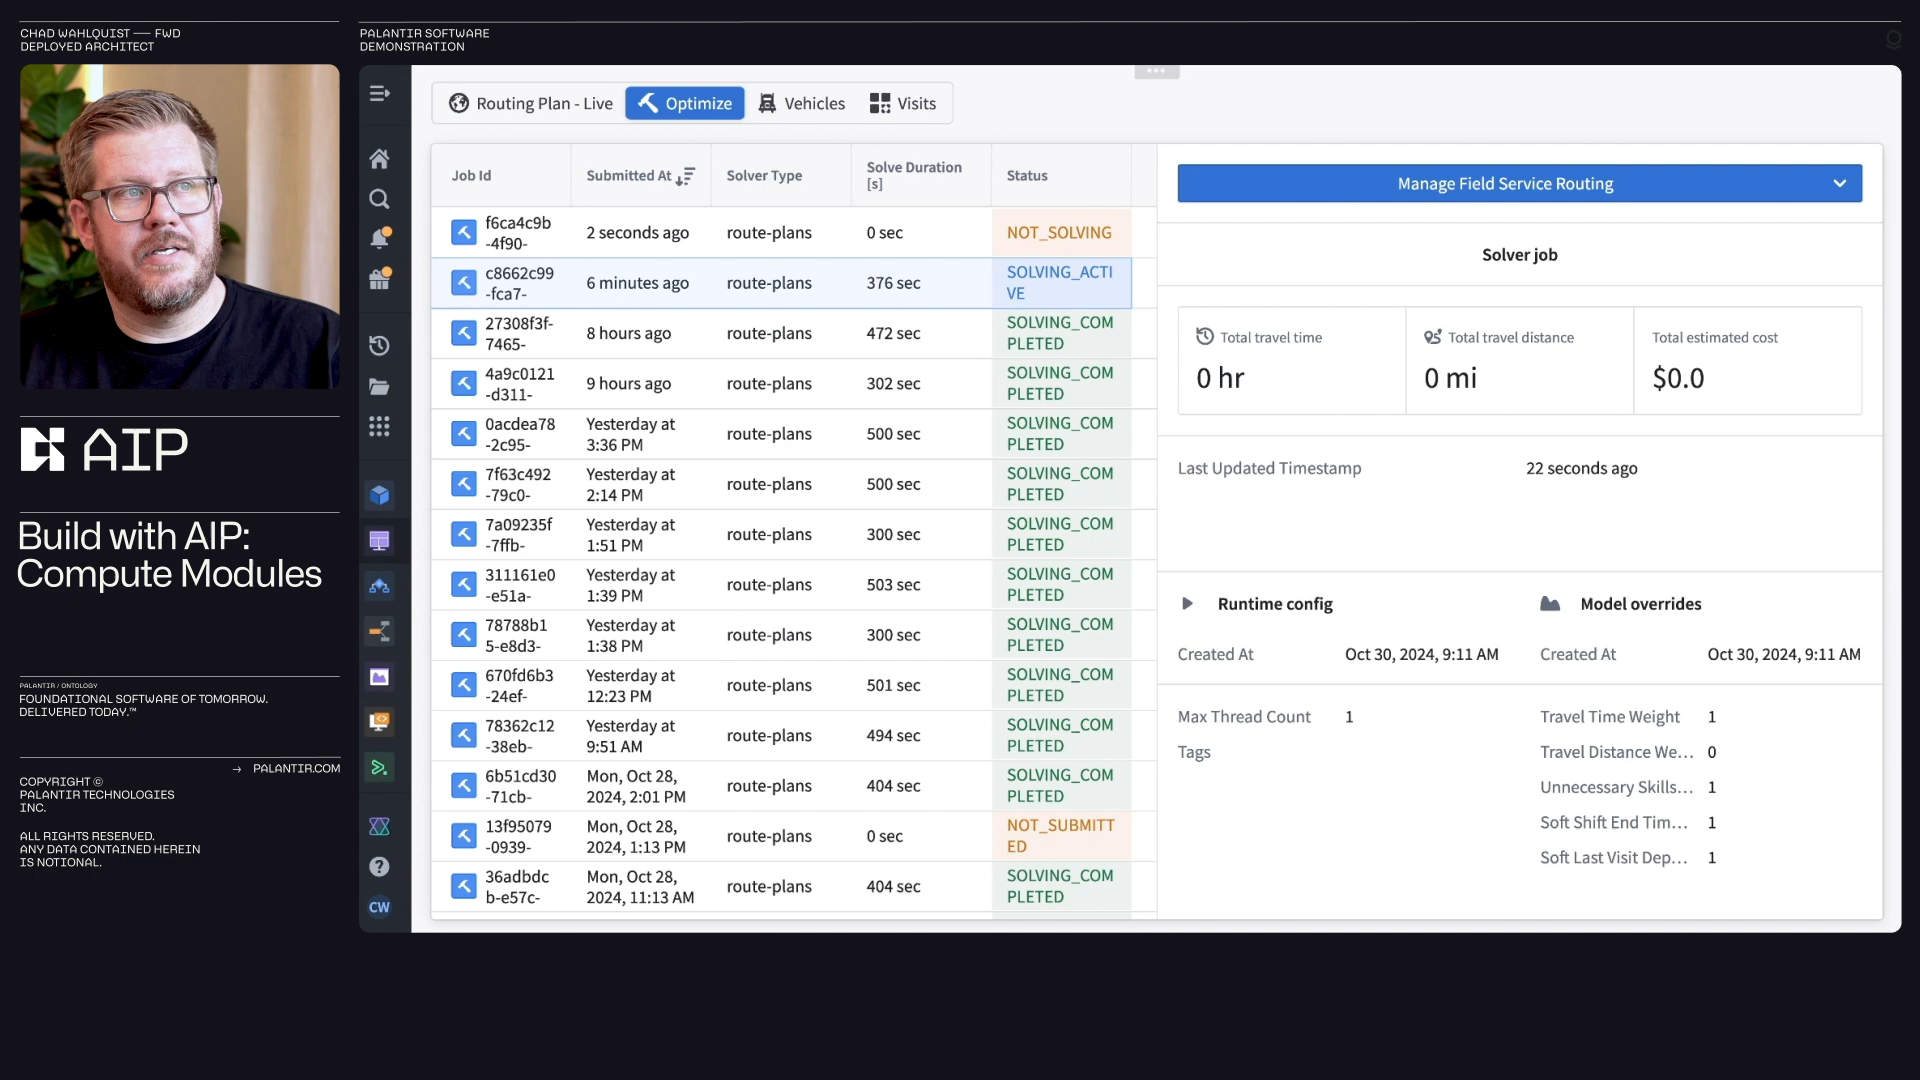 CHAD WAHLQUIST — FWD
DEPLOYED ARCHITECT
PALANTIR SOFTWARE
DEMONSTRATION
AIP
Build with AIP:
Compute Modules
PALANTIR / ONTOLOGY
FOUNDATIONAL SOFTWARE OF TOMORROW.
DELIVERED TODAY.™
→ PALANTIR.COM
COPYRIGHT ©
PALANTIR TECHNOLOGIES
INC.
ALL RIGHTS RESERVED.
ANY DATA CONTAINED HEREIN
IS NOTIONAL.
CW
Routing Plan - Live Optimize Vehicles Visits
Job Id Submitted At Solver Type Solve Duration [s] Status
f6ca4c9b
-4f90- 2 seconds ago route-plans 0 sec NOT_SOLVING
c8662c99
-fca7- 6 minutes ago route-plans 376 sec SOLVING_ACTI
VE
27308f3f-
7465- 8 hours ago route-plans 472 sec SOLVING_COM
PLETED
4a9c0121
-d311- 9 hours ago route-plans 302 sec SOLVING_COM
PLETED
0acdea78 Yesterday at
-2c95- 3:36 PM route-plans 500 sec SOLVING_COM
PLETED
7f63c492 Yesterday at
-79c0- 2:14 PM route-plans 500 sec SOLVING_COM
PLETED
7a09235f Yesterday at
-7ffb- 1:51 PM route-plans 300 sec SOLVING_COM
PLETED
311161e0 Yesterday at
-e51a- 1:39 PM route-plans 503 sec SOLVING_COM
PLETED
78788b1 Yesterday at
5-e8d3- 1:38 PM route-plans 300 sec SOLVING_COM
PLETED
670fd6b3 Yesterday at
-24ef- 12:23 PM route-plans 501 sec SOLVING_COM
PLETED
78362c12 Yesterday at
-38eb- 9:51 AM route-plans 494 sec SOLVING_COM
PLETED
6b51cd30 Mon, Oct 28,
-71cb- 2024, 2:01 PM route-plans 404 sec SOLVING_COM
PLETED
13f95079 Mon, Oct 28,
-0939- 2024, 1:13 PM route-plans 0 sec NOT_SUBMITT
ED
36adbdc Mon, Oct 28,
b-e57c- 2024, 11:13 AM route-plans 404 sec SOLVING_COM
PLETED
Manage Field Service Routing
Solver job
Total travel time Total travel distance Total estimated cost
0 hr 0 mi $0.0
Last Updated Timestamp 22 seconds ago
Runtime config Model overrides
Created At Oct 30, 2024, 9:11 AM Created At Oct 30, 2024, 9:11 AM
Max Thread Count 1 Travel Time Weight 1
Tags Travel Distance We... 0
Unnecessary Skills... 1
Soft Shift End Tim... 1
Soft Last Visit Dep... 1